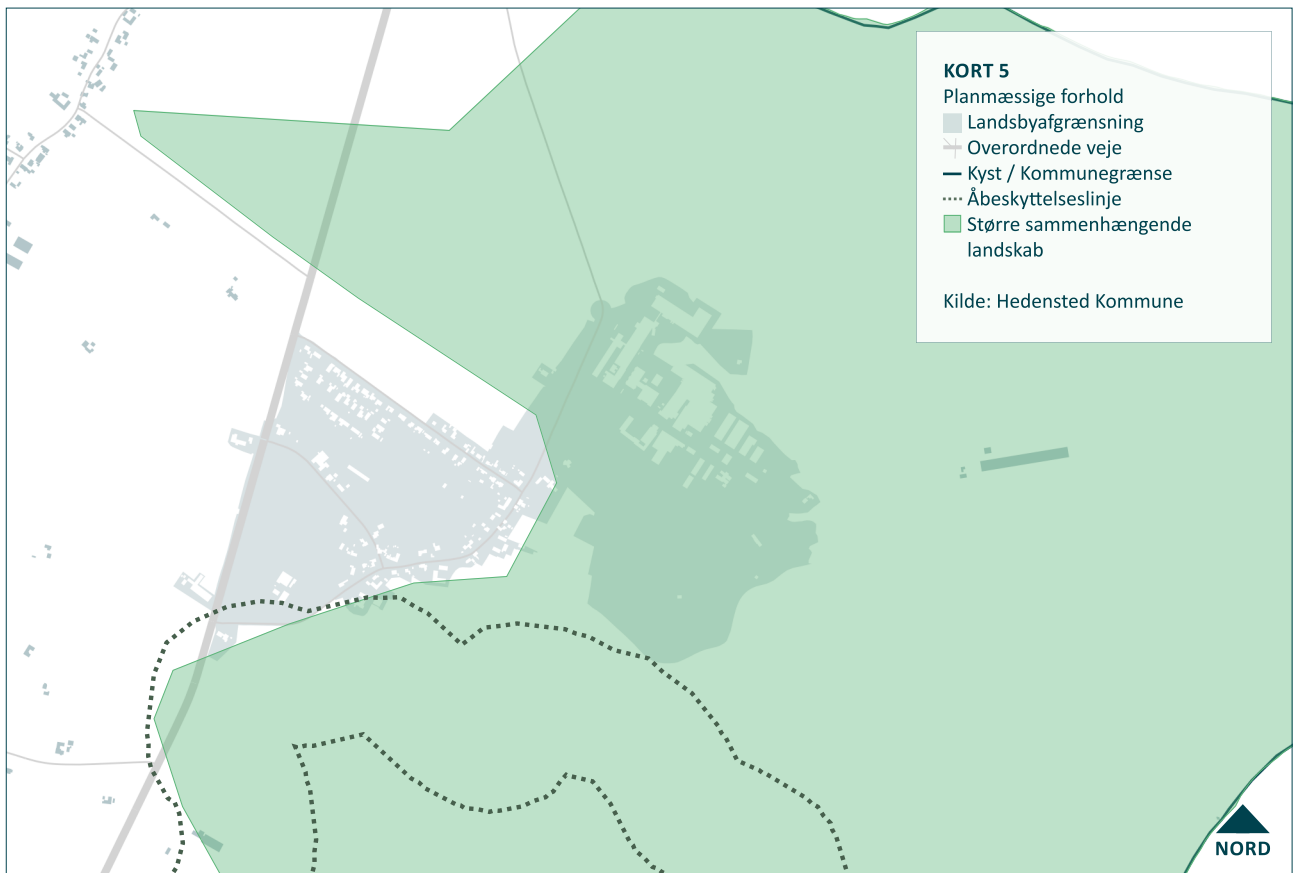 KORT 5
Planmæssige forhold
Landsbyafgrænsning
Overordnede veje
Kyst / Kommunegrænse
Åbeskyttelseslinje
Større sammenhængende
landskab
Kilde: Hedensted Kommune
NORD